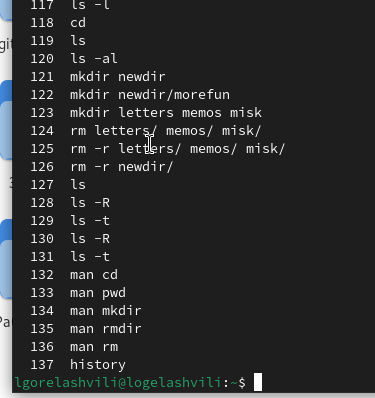 117 ls -l
118 cd
119 ls
120 ls -al
121 mkdir newdir
122 mkdir newdir/morefun
123 mkdir letters memos misk
124 rm letters/ memos/ misk/
125 rm -r letters/ memos/ misk/
126 rm -r newdir/
127 ls
128 ls -R
129 ls -t
130 ls -R
131 ls -t
132 man cd
133 man pwd
134 man mkdir
135 man rmdir
136 man rm
137 history
lgorelashvili@logelashvili:~$